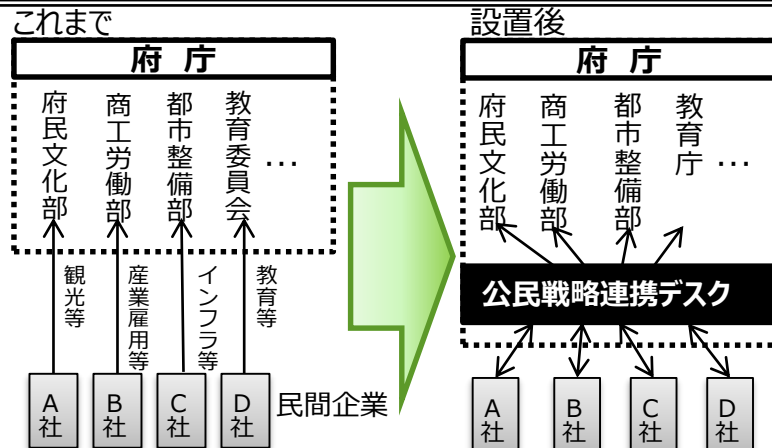 これまで
府 庁
府民文化部
商工労働部
都市整備部
教育委員会
…
観光等
産業雇用等
インフラ等
教育等
A社
B社
C社
D社
民間企業
設置後
府 庁
府民文化部
商工労働部
都市整備部
教育庁
…
公民戦略連携デスク
A社
B社
C社
D社